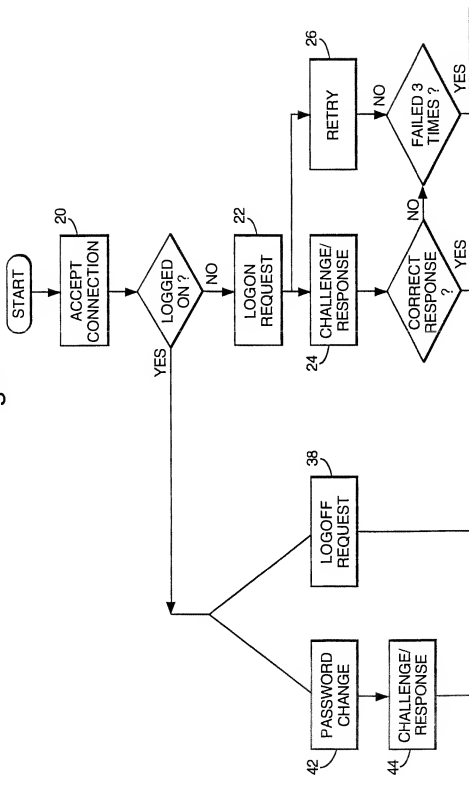 START
20
ACCEPT
CONNECTION
LOGGED
ON ?
YES
NO
22
LOGON
REQUEST
24
CHALLENGE/
RESPONSE
26
RETRY
NO
CORRECT
RESPONSE
?
NO
YES
FAILED 3
TIMES ?
YES
38
LOGOFF
REQUEST
42
PASSWORD
CHANGE
44
CHALLENGE/
RESPONSE